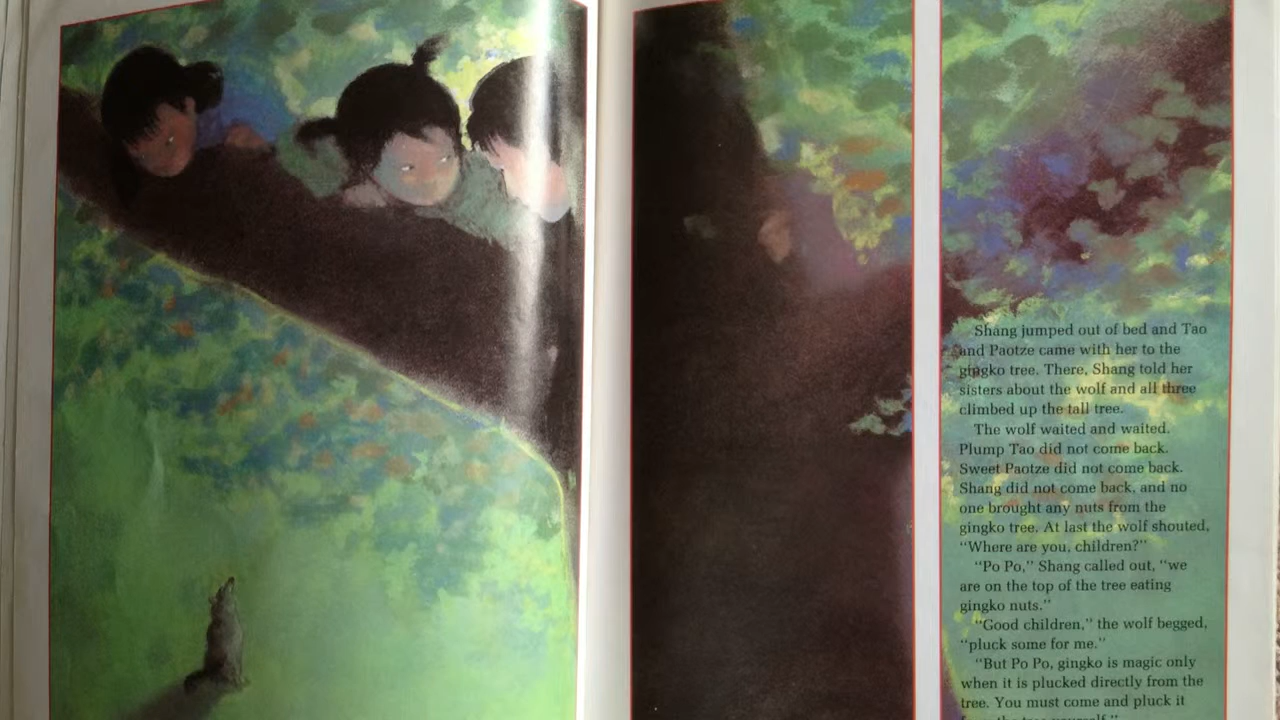 Shang jumped out of bed and Tao
and Paotze came with her to the
gingko tree. There, Shang told her
sisters about the wolf and all three
climbed up the tall tree.
The wolf waited and waited.
Plump Tao did not come back.
Sweet Paotze did not come back.
Shang did not come back, and no
one brought any nuts from the
gingko tree. At last the wolf shouted,
“Where are you, children?”
“Po Po,” Shang called out, “we
are on the top of the tree eating
gingko nuts.”
“Good children,” the wolf begged,
“pluck some for me.”
“But Po Po, gingko is magic only
when it is plucked directly from the
tree. You must come and pluck it